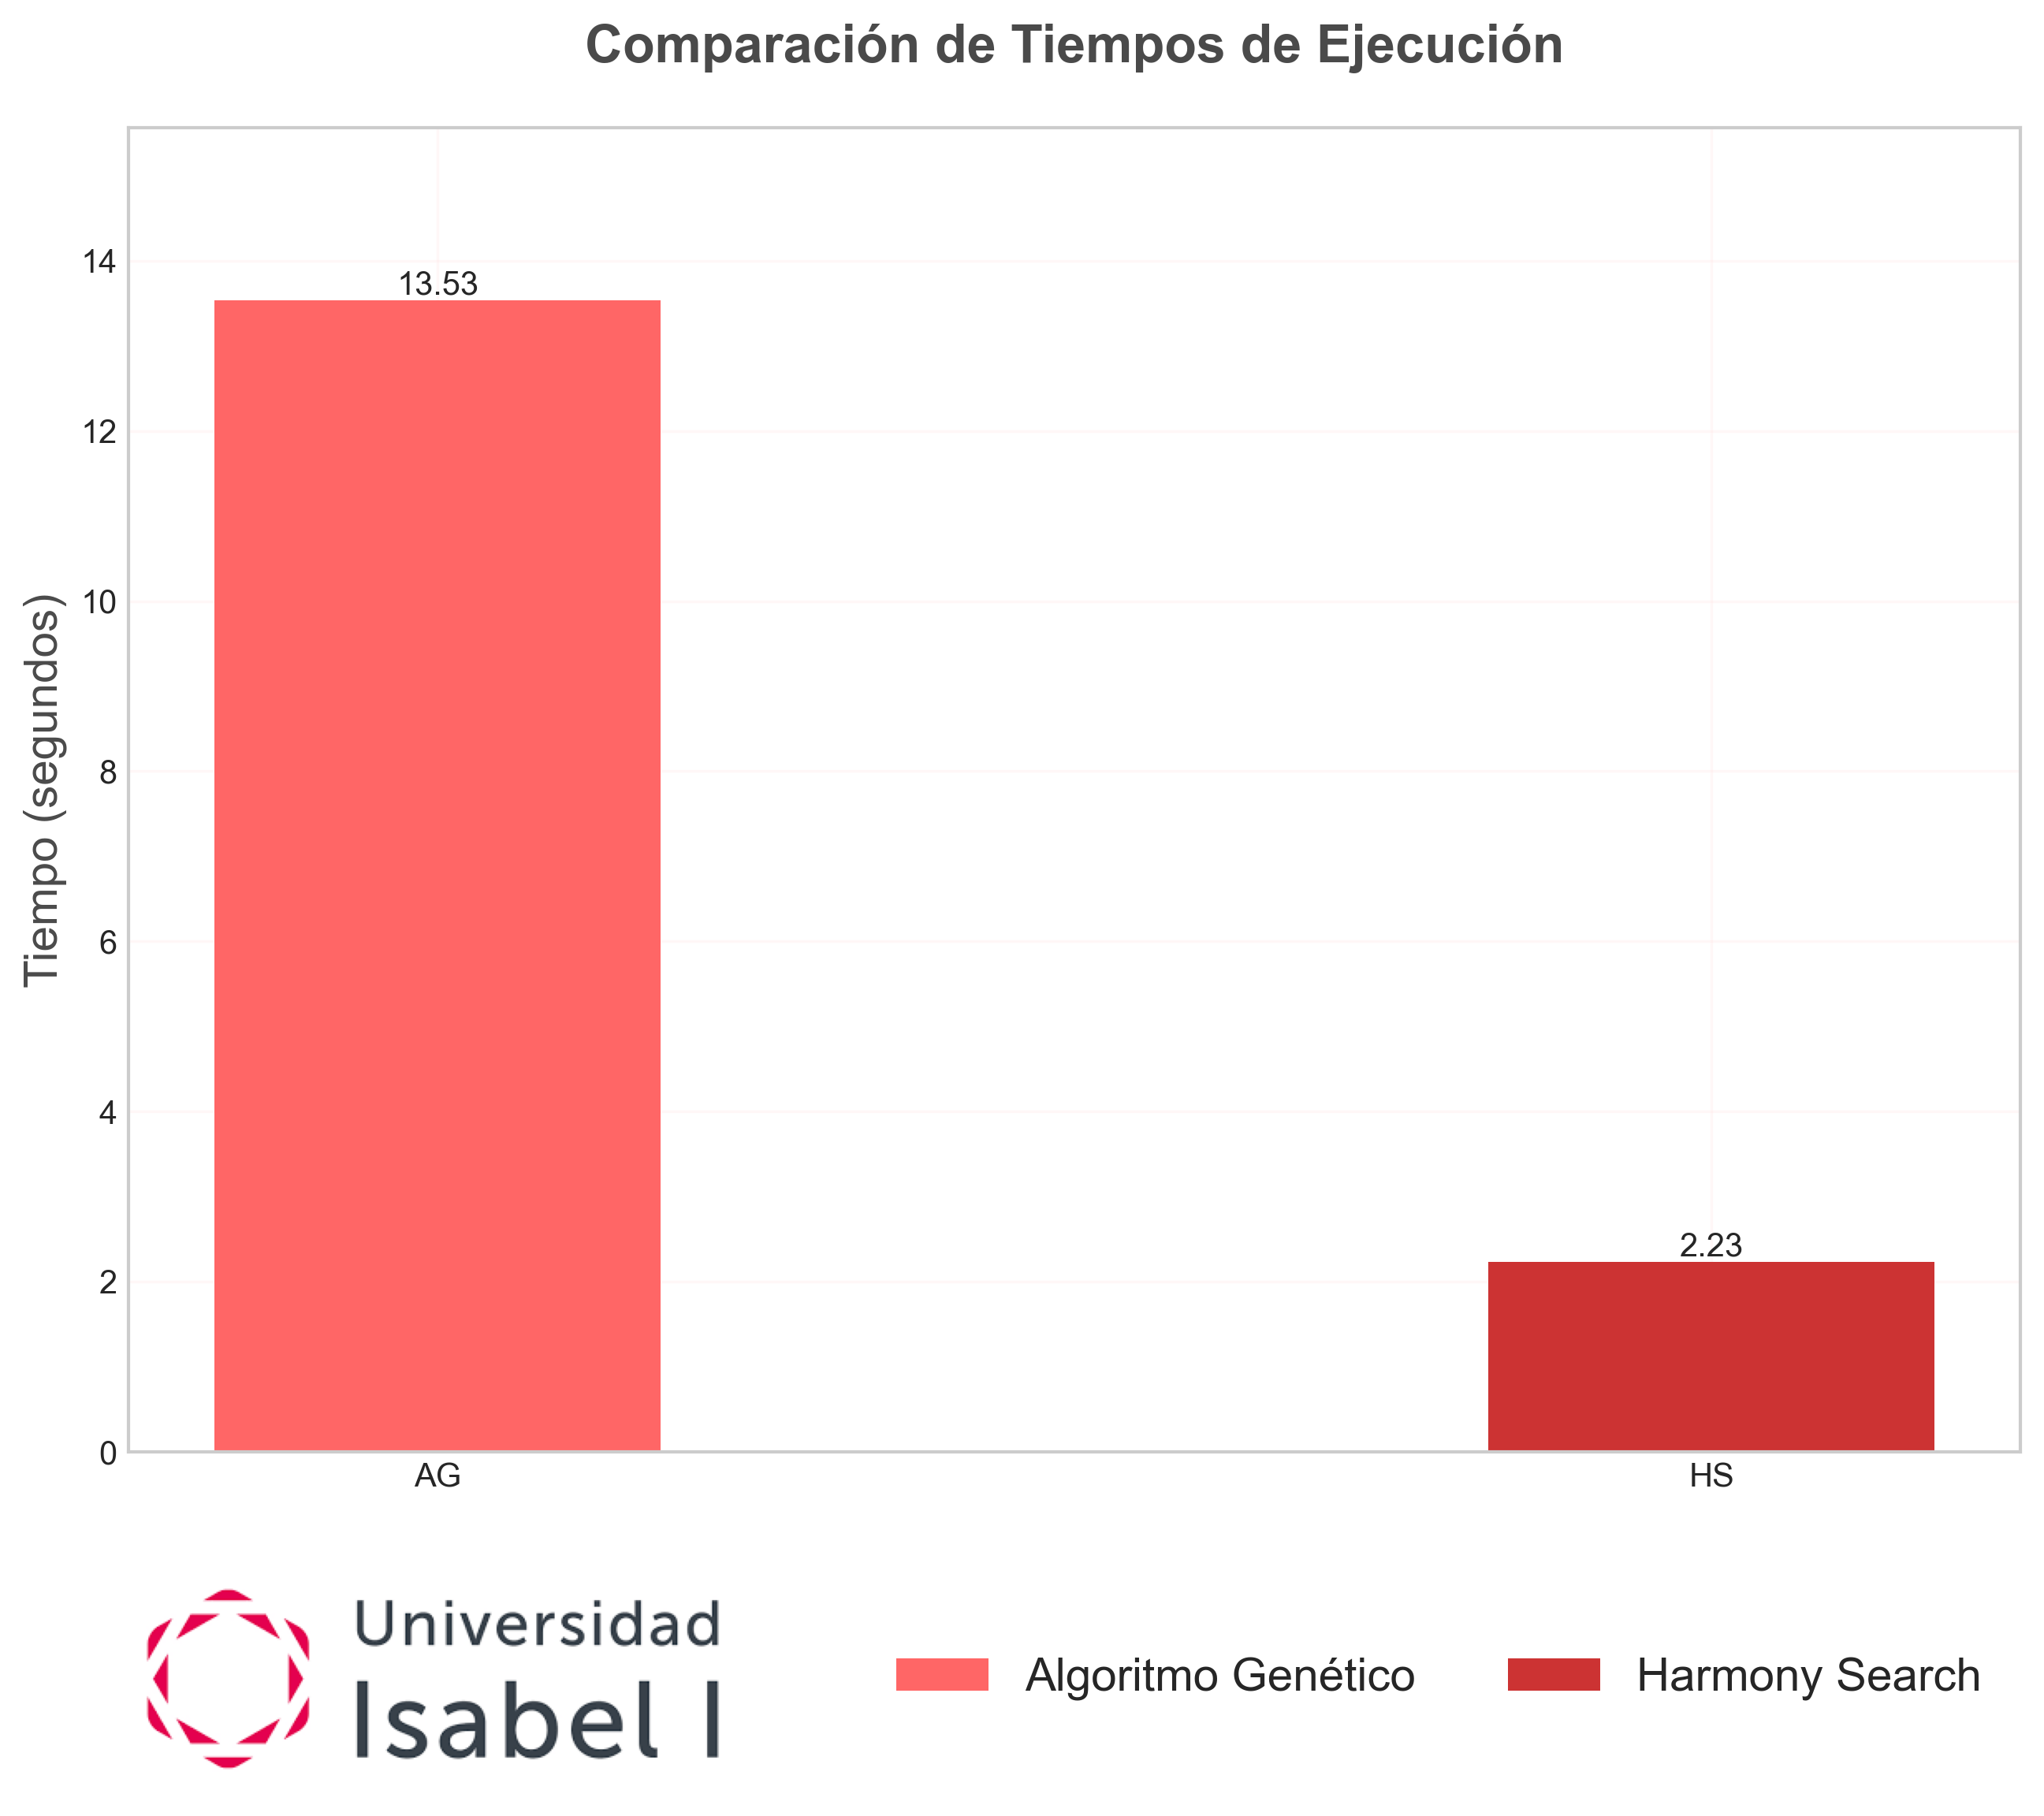 Comparación de Tiempos de Ejecución
Tiempo (segundos)
14
12
10
8
6
4
2
0
13.53
2.23
AG
HS
Universidad
Isabel I
Algoritmo Genético
Harmony Search